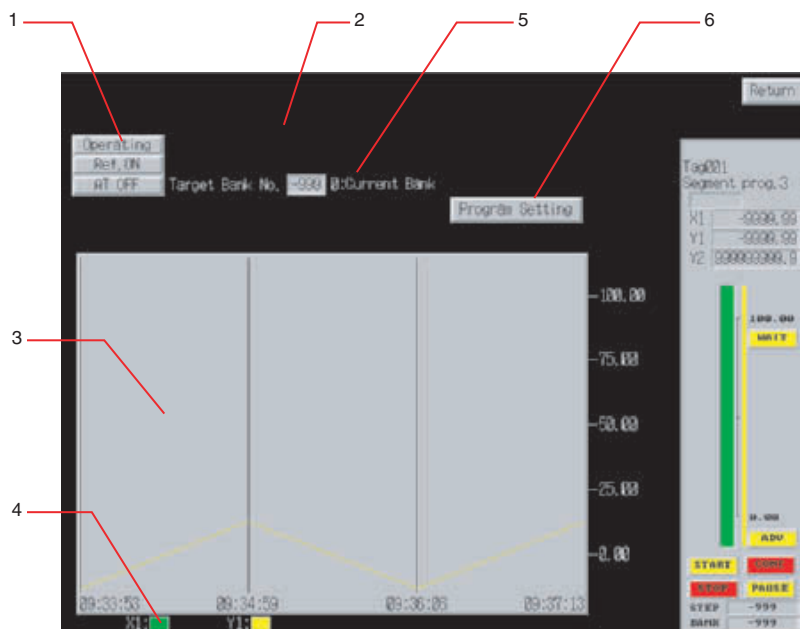 1
2
5
6
Return
Operating
Ref.ON
AT OFF
Target Bank No. -999 0:Current Bank
Program Setting
Tag001
Segment prog.3
X1 -9999.99
Y1 -9999.99
Y2 999999999.9
100.00
75.00
50.00
25.00
0.00
3
4
09:33:53 09:34:59 09:36:06 09:37:13
X1: Y1:
100.00
WAIT
0.00
ADV
START
STOP PAUSE
STEP -999
BANK -999